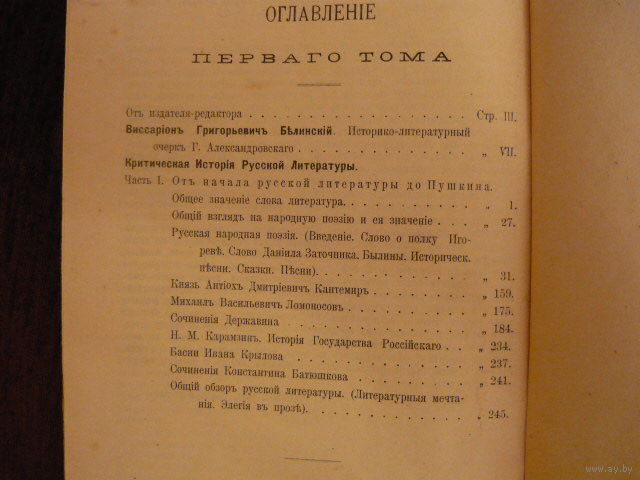 ОГЛАВЛЕНІЕ
ПЕРВАГО ТОМА
Отъ издателя-редактора . . . . . . . . . . . . . . Стр. III.
Виссаріонъ Григорьевичъ Бѣлинскій. Историко-литературный
очеркъ Г. Александровскаго . . . . . . . . . . . . „ VII.
Критическая Исторія Русской Литературы.
Часть I. Отъ начала русской литературы до Пушкина.
Общее значеніе слова литература. . . . . . . . . . „ 1.
Общій взглядъ на народную поэзію и ея значеніе . . „ 27.
Русская народная поэзія. (Введеніе. Слово о полку Иго-
ревѣ. Слово Даніила Заточника. Былины. Историческ.
пѣсни. Сказки. Пѣсни). . . . . . . . . . . . . . . „ 31.
Князь Антіохъ Дмитріевичъ Кантемиръ . . . . . . . „ 159.
Михаилъ Васильевичъ Ломоносовъ . . . . . . . . . . „ 175.
Сочиненія Державина . . . . . . . . . . . . . . . „ 184.
Н. М. Карамзинъ. Исторія Государства Россійскаго . . „ 234.
Басни Ивана Крылова . . . . . . . . . . . . . . . „ 237.
Сочиненія Константина Батюшкова . . . . . . . . . „ 241.
Общій обзоръ русской литературы. (Литературныя мечта-
нія. Элегія въ прозѣ). . . . . . . . . . . . . . . „ 245.
www.ay.by